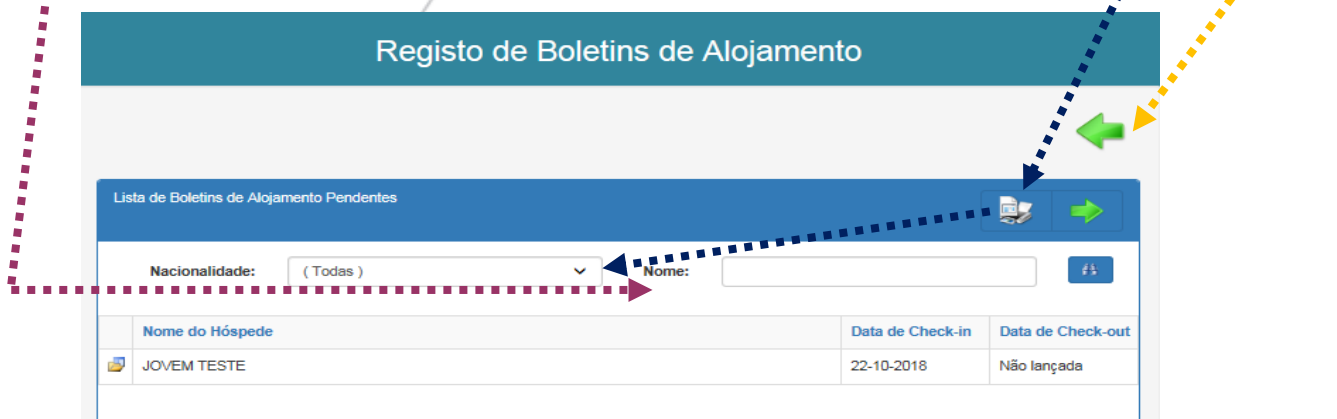 Registo de Boletins de Alojamento
Lista de Boletins de Alojamento Pendentes
Nacionalidade: ( Todas ) Nome:
Nome do Hóspede Data de Check-in Data de Check-out
JOVEM TESTE 22-10-2018 Não lançada